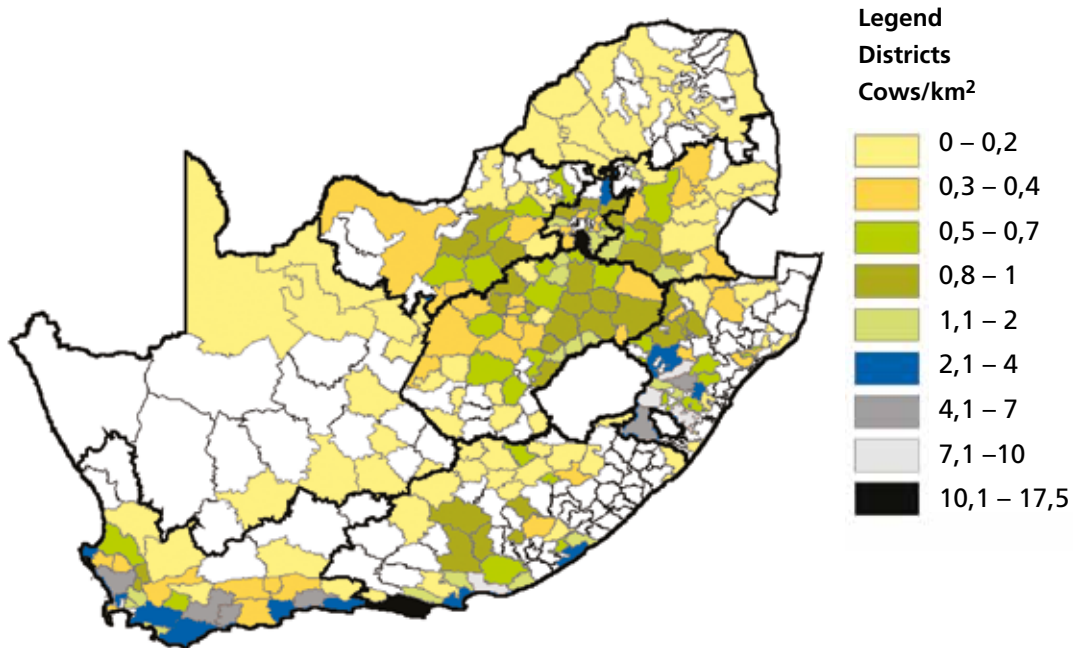 Legend
Districts
Cows/km²
0 – 0,2
0,3 – 0,4
0,5 – 0,7
0,8 – 1
1,1 – 2
2,1 – 4
4,1 – 7
7,1 –10
10,1 – 17,5